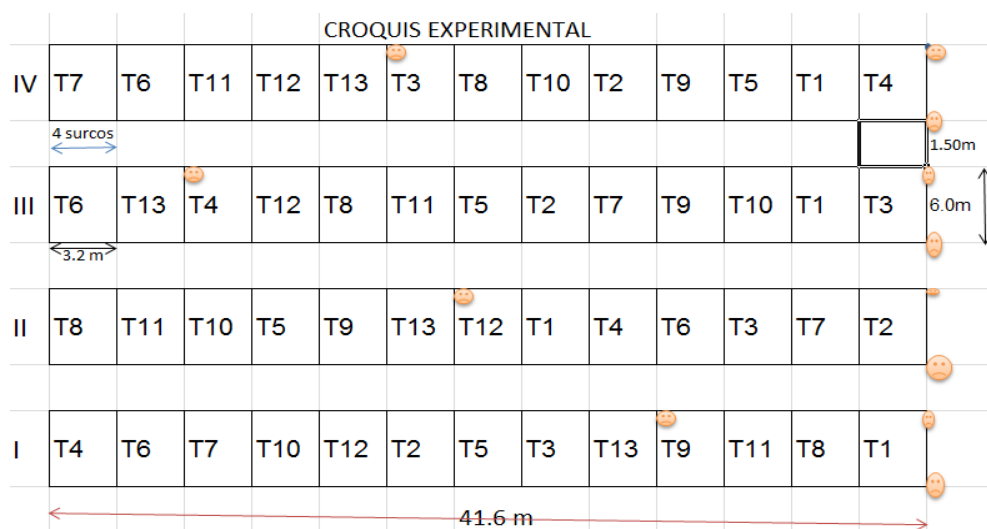 CROQUIS EXPERIMENTAL
IV T7 T6 T11 T12 T13 T3 T8 T10 T2 T9 T5 T1 T4
4 surcos
1.50m
III T6 T13 T4 T12 T8 T11 T5 T2 T7 T9 T10 T1 T3
6.0m
3.2 m
II T8 T11 T10 T5 T9 T13 T12 T1 T4 T6 T3 T7 T2
I T4 T6 T7 T10 T12 T2 T5 T3 T13 T9 T11 T8 T1
41.6 m